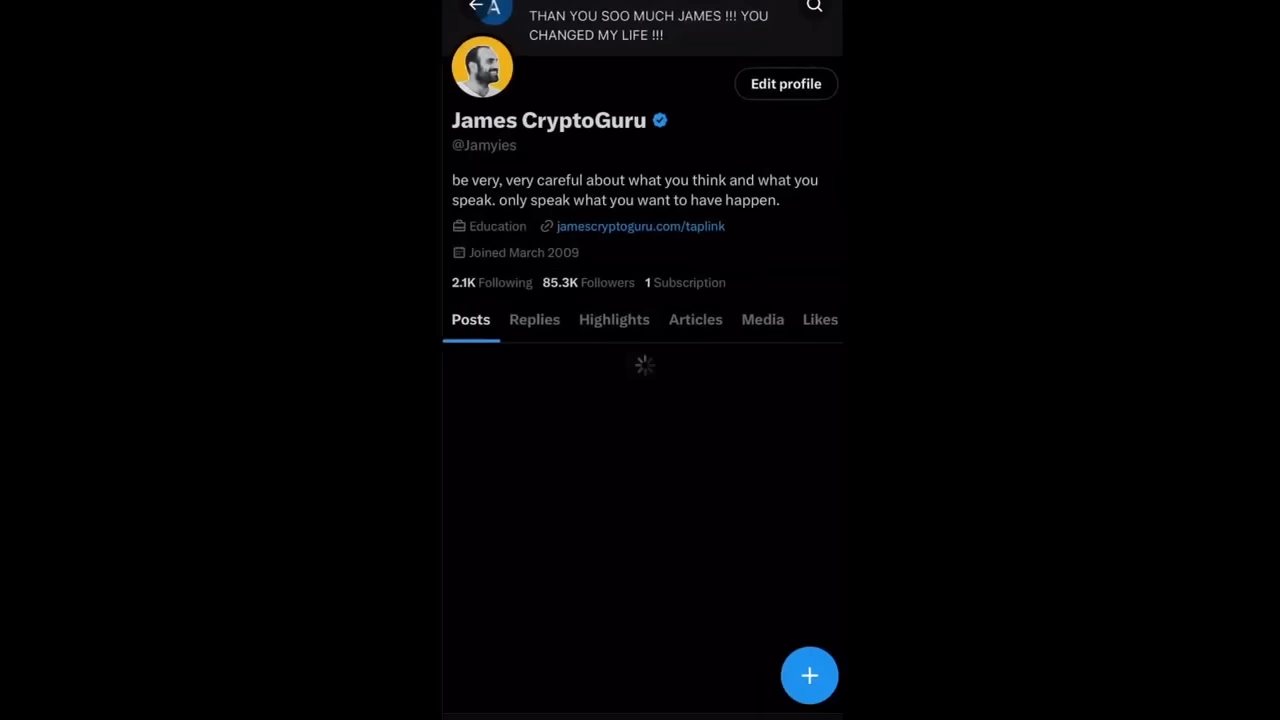 A
THAN YOU SOO MUCH JAMES !!! YOU
CHANGED MY LIFE !!!
Edit profile
James CryptoGuru
@Jamyies
be very, very careful about what you think and what you
speak. only speak what you want to have happen.
Education jamescryptoguru.com/taplink
Joined March 2009
2.1K Following 85.3K Followers 1 Subscription
Posts Replies Highlights Articles Media Likes